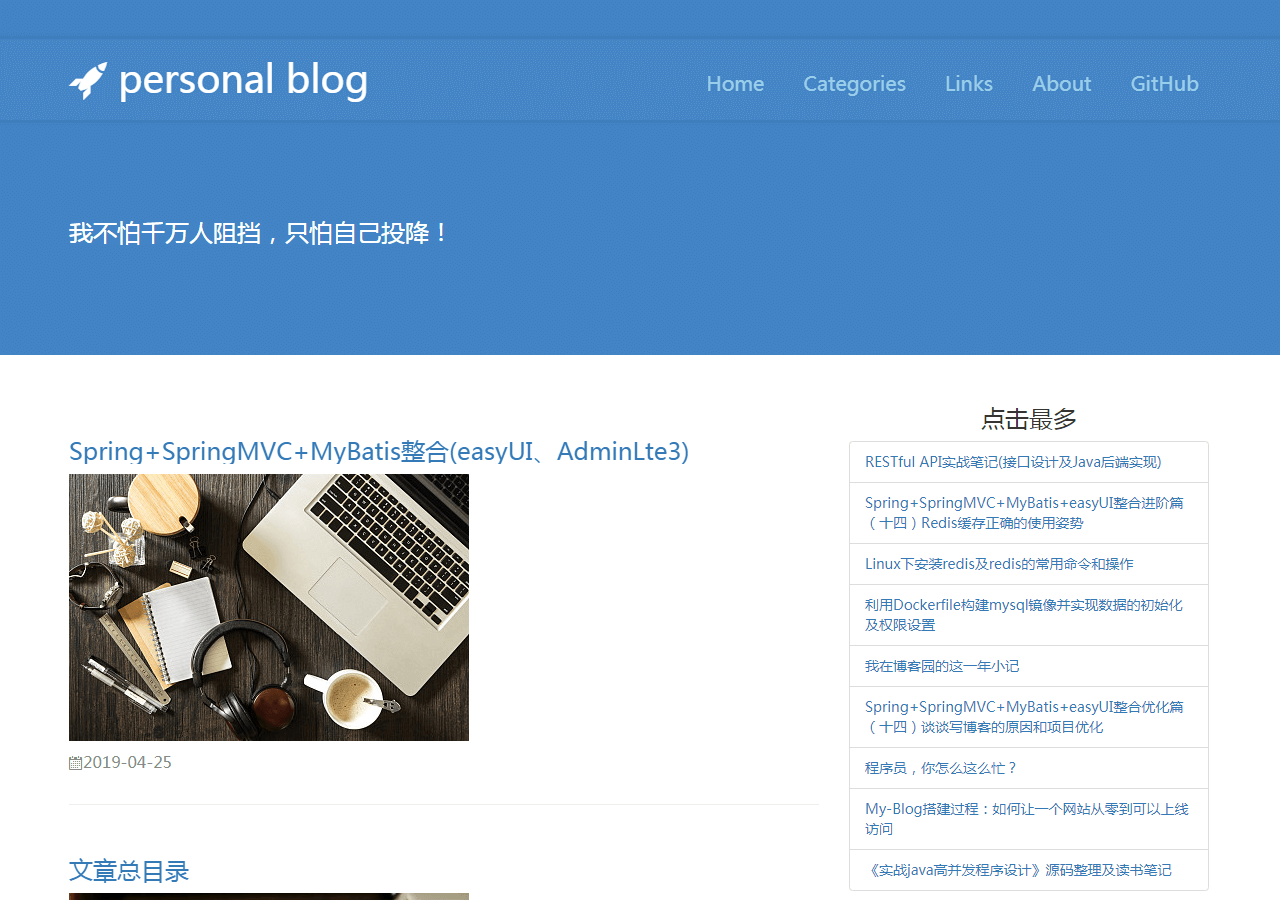 personal blog
Home Categories Links About GitHub
我不怕千万人阻挡，只怕自己投降！
Spring+SpringMVC+MyBatis整合(easyUI、AdminLte3)
2019-04-25
文章总目录
点击最多
RESTful API实战笔记(接口设计及Java后端实现)
Spring+SpringMVC+MyBatis+easyUI整合进阶篇
（十四）Redis缓存正确的使用姿势
Linux下安装redis及redis的常用命令和操作
利用Dockerfile构建mysql镜像并实现数据的初始化
及权限设置
我在博客园的这一年小记
Spring+SpringMVC+MyBatis+easyUI整合优化篇
（十四）谈谈写博客的原因和项目优化
程序员，你怎么这么忙？
My-Blog搭建过程：如何让一个网站从零到可以上线
访问
《实战java高并发程序设计》源码整理及读书笔记